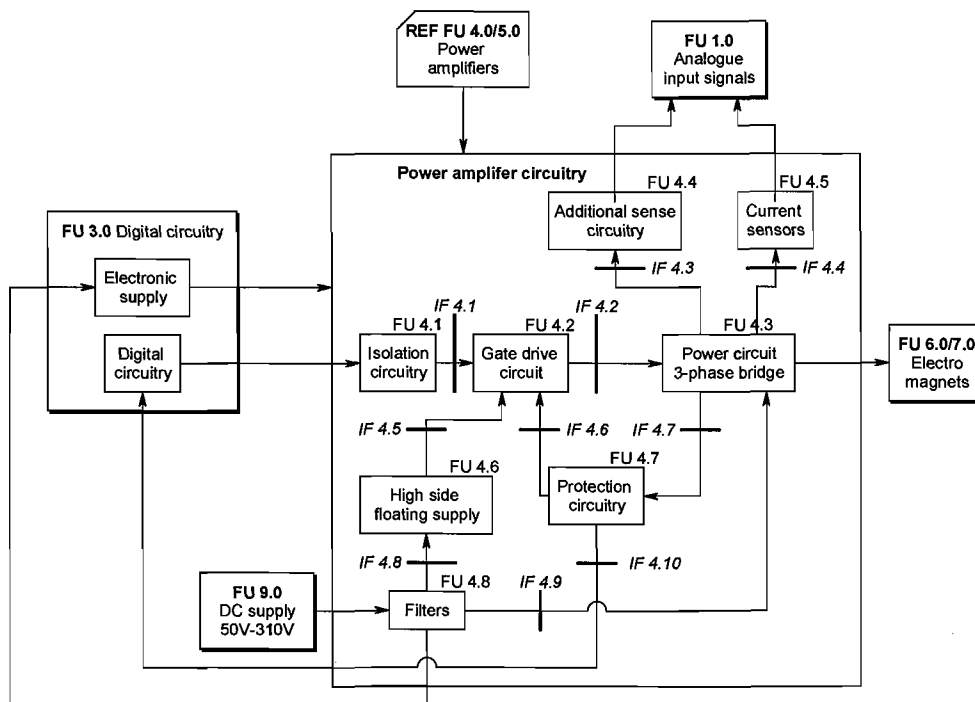 REF FU 4.0/5.0
Power
amplifiers
FU 1.0
Analogue
input signals
Power amplifer circuitry
FU 4.4
Additional sense
circuitry
FU 4.5
Current
sensors
FU 3.0 Digital circuitry
Electronic
supply
Digital
circuitry
IF 4.3
IF 4.4
IF 4.1
IF 4.2
FU 4.1
Isolation
circuitry
FU 4.2
Gate drive
circuit
FU 4.3
Power circuit
3-phase bridge
FU 6.0/7.0
Electro
magnets
IF 4.5
IF 4.6
IF 4.7
FU 4.6
High side
floating supply
FU 4.7
Protection
circuitry
IF 4.8
IF 4.9
IF 4.10
FU 9.0
DC supply
50V-310V
FU 4.8
Filters